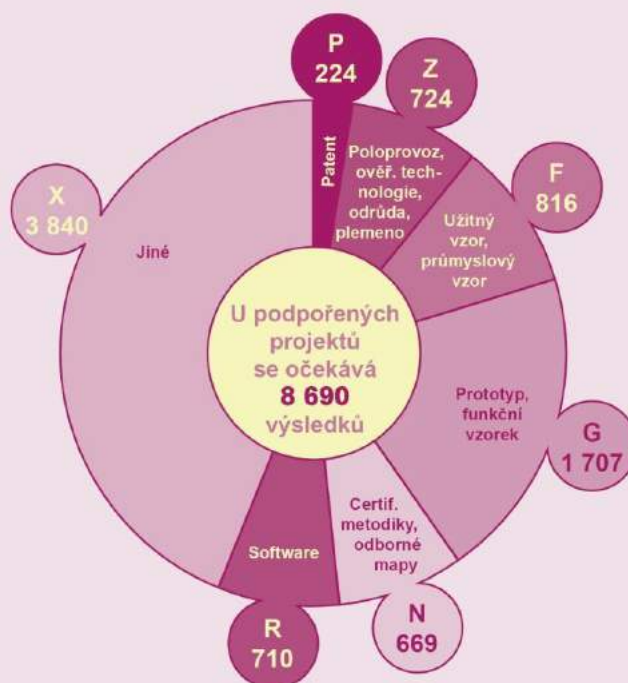 P
224
Patent
Z
724
Poloprovoz,
ověř. tech-
nologie,
odrůda,
plemeno
F
816
Užitný
vzor,
průmyslový
vzor
Prototyp,
funkční
vzorek
G
1 707
Certif.
metodiky,
odborné
mapy
N
669
Software
R
710
X
3 840
Jiné
U podpořených
projektů
se očekává
8 690
výsledků